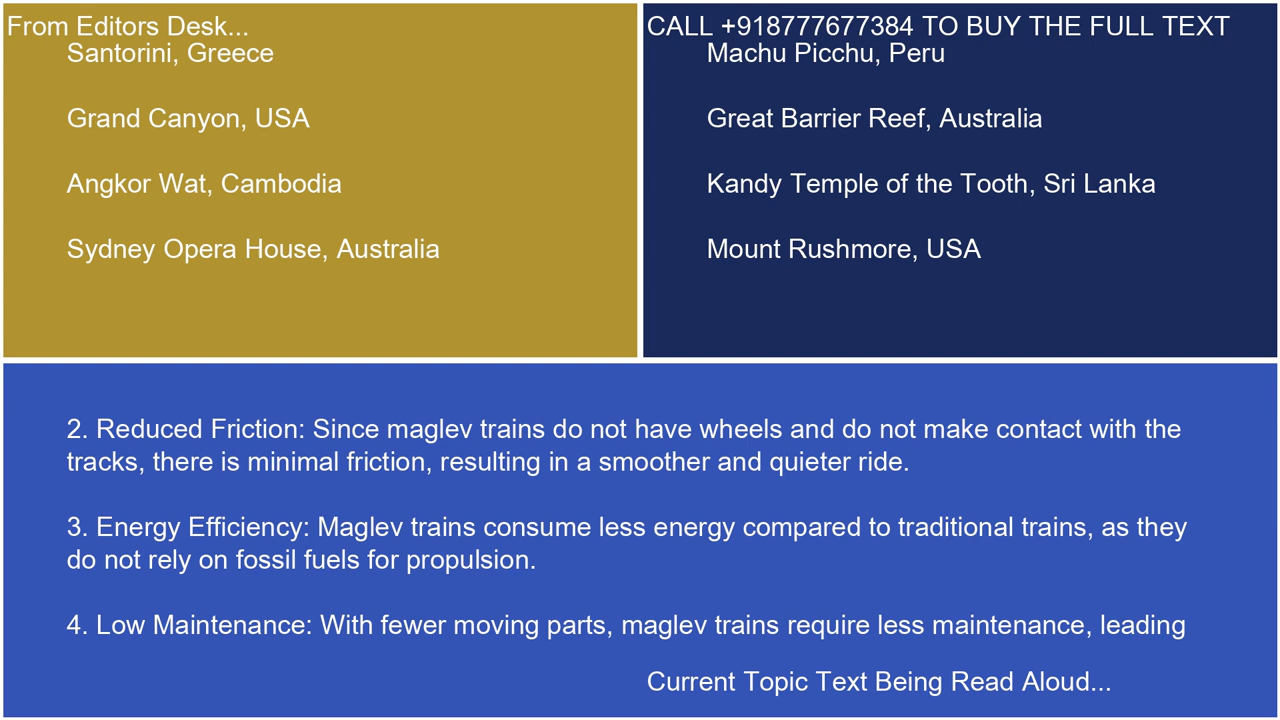 From Editors Desk...
Santorini, Greece
Grand Canyon, USA
Angkor Wat, Cambodia
Sydney Opera House, Australia
CALL +918777677384 TO BUY THE FULL TEXT
Machu Picchu, Peru
Great Barrier Reef, Australia
Kandy Temple of the Tooth, Sri Lanka
Mount Rushmore, USA
2. Reduced Friction: Since maglev trains do not have wheels and do not make contact with the
tracks, there is minimal friction, resulting in a smoother and quieter ride.
3. Energy Efficiency: Maglev trains consume less energy compared to traditional trains, as they
do not rely on fossil fuels for propulsion.
4. Low Maintenance: With fewer moving parts, maglev trains require less maintenance, leading
Current Topic Text Being Read Aloud...